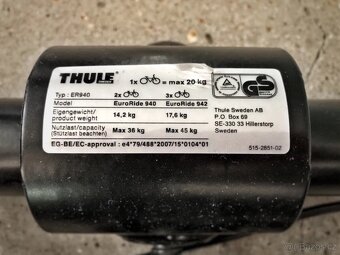 THULE
SWEDEN
1x = max 20 kg
Typ : ER940 2x 3x
Model EuroRide 940 EuroRide 942
Eigengewicht/
product weight 14,2 kg 17,6 kg
Nutzlast/capacity
(Stützlast beachten) Max 36 kg Max 45 kg
EG-BE/EC-approval : e4*79/488*2007/15*0104*01
GS
Thule Sweden AB
P.O. Box 69
SE-330 33 Hillerstorp
Sweden
515-2851-02